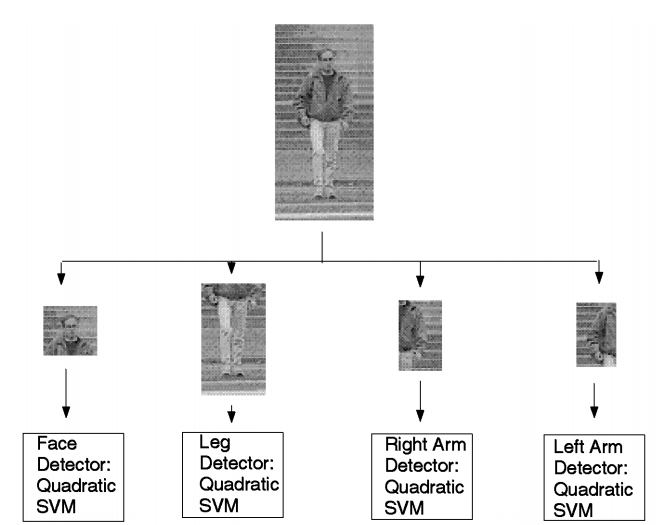 Face
Detector:
Quadratic
SVM
Leg
Detector:
Quadratic
SVM
Right Arm
Detector:
Quadratic
SVM
Left Arm
Detector:
Quadratic
SVM